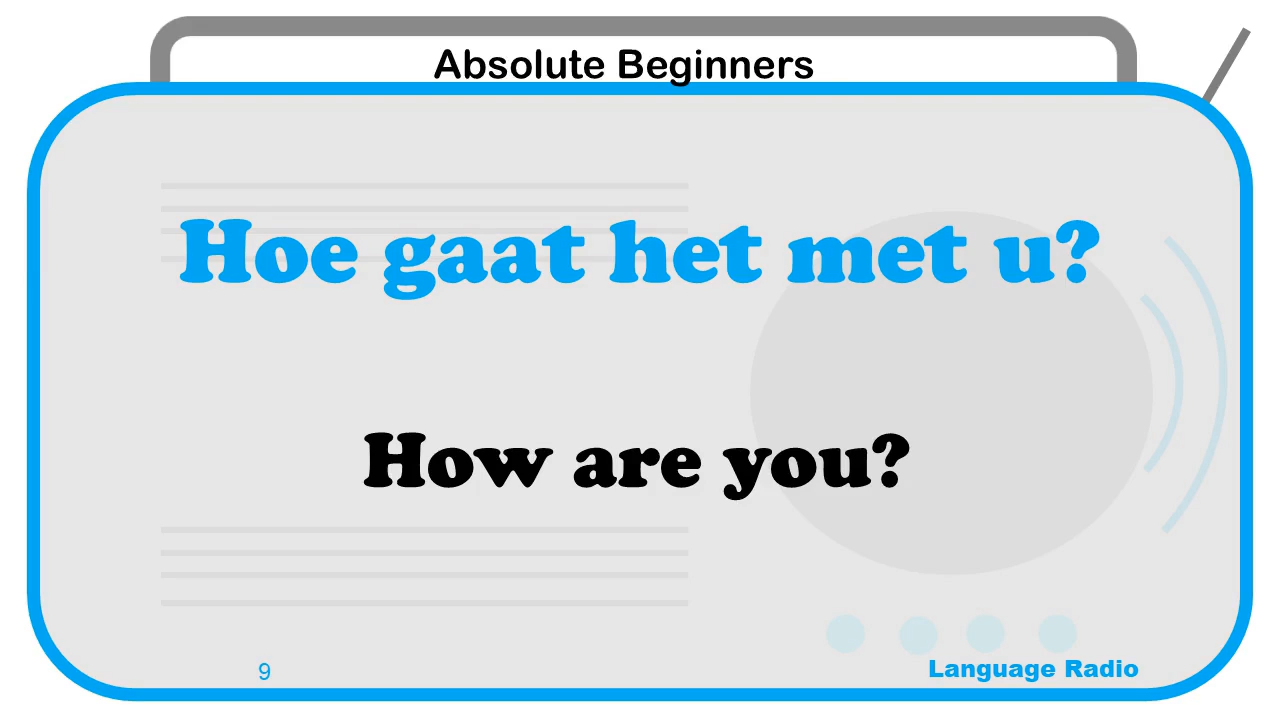 Absolute Beginners
Hoe gaat het met u?
How are you?
9
Language Radio